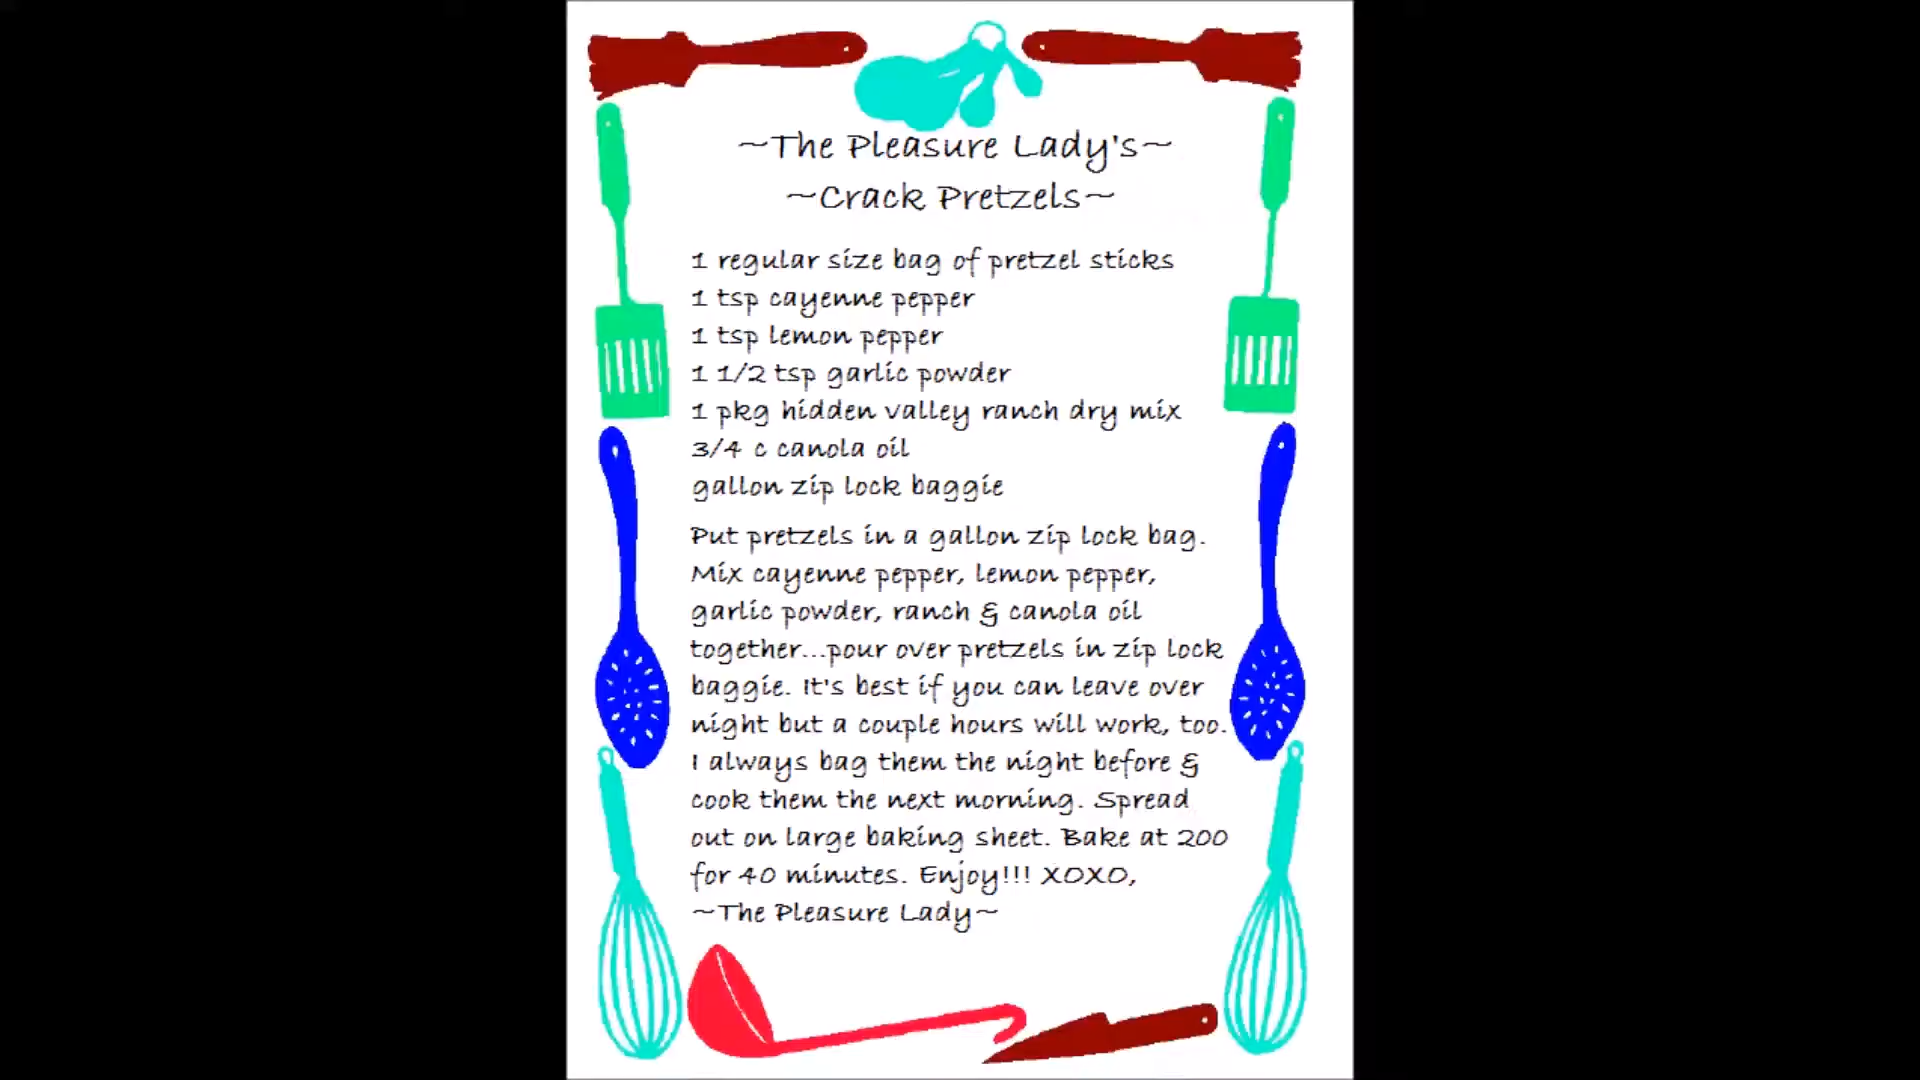 ~The Pleasure Lady's~
~Crack Pretzels~
1 regular size bag of pretzel sticks
1 tsp cayenne pepper
1 tsp lemon pepper
1 1/2 tsp garlic powder
1 pkg hidden valley ranch dry mix
3/4 c canola oil
gallon zip lock baggie
Put pretzels in a gallon zip lock bag.
Mix cayenne pepper, lemon pepper,
garlic powder, ranch & canola oil
together...pour over pretzels in zip lock
baggie. It's best if you can leave over
night but a couple hours will work, too.
I always bag them the night before &
cook them the next morning. Spread
out on large baking sheet. Bake at 200
for 40 minutes. Enjoy!!! XOXO,
~The Pleasure Lady~